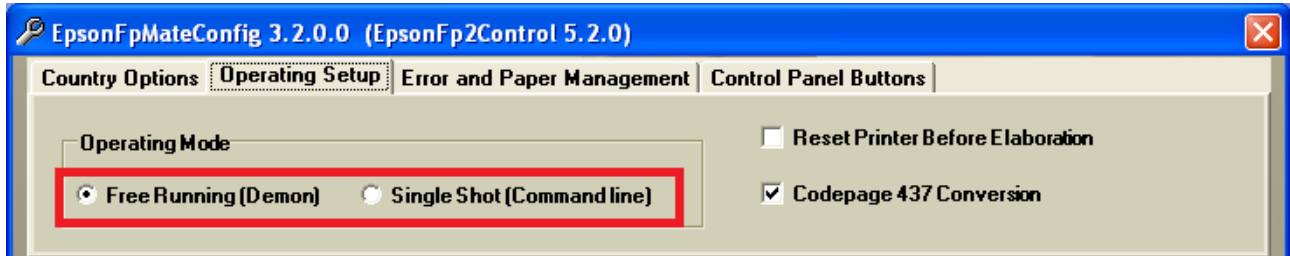 EpsonFpMateConfig 3.2.0.0 (EpsonFp2Control 5.2.0)
Country Options Operating Setup Error and Paper Management Control Panel Buttons
Operating Mode
Free Running (Demon) Single Shot (Command line)
Reset Printer Before Elaboration
Codepage 437 Conversion